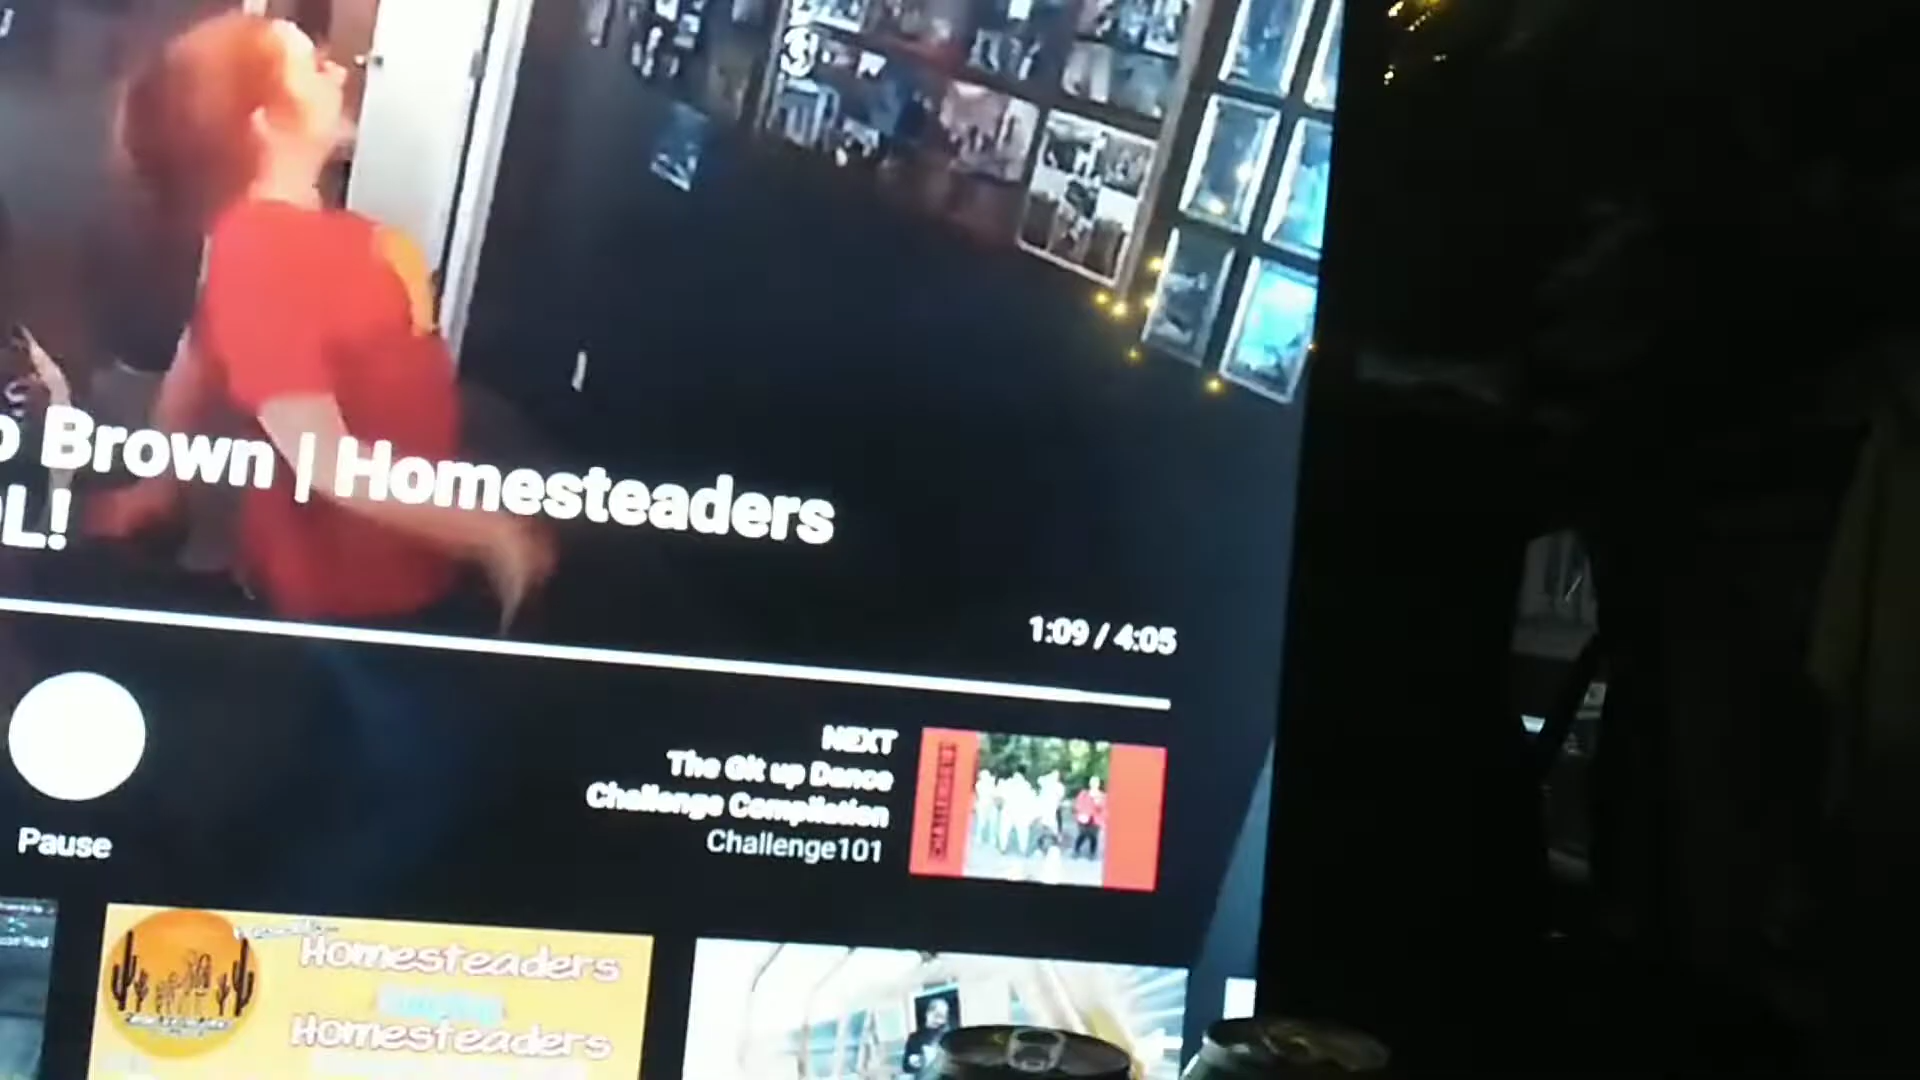 Brown | Homesteaders
L!
1:09 / 4:05
NEXT
The Git up Dance
Challenge Compilation
Challenge101
Pause
Homesteaders
Homesteaders